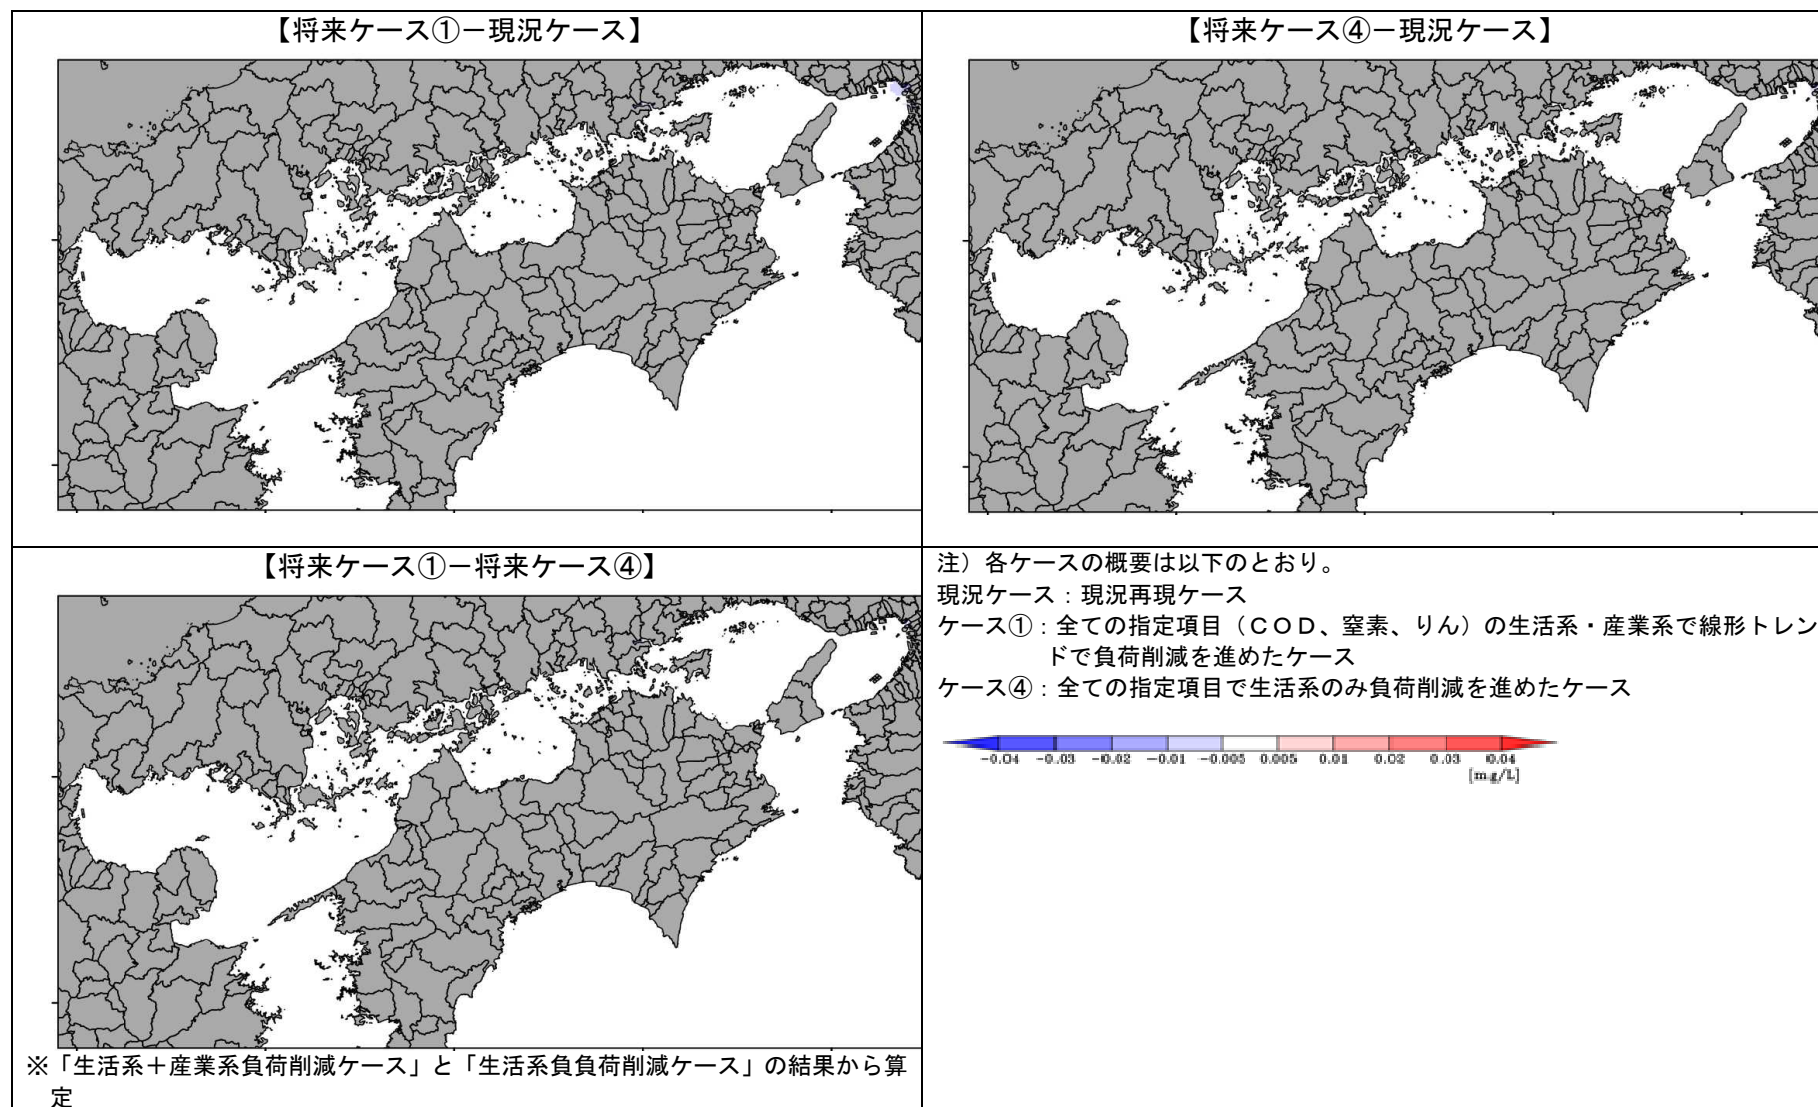 【将来ケース①－現況ケース】
【将来ケース④－現況ケース】
【将来ケース①－将来ケース④】
※「生活系＋産業系負荷削減ケース」と「生活系負負荷削減ケース」の結果から算
定
注）各ケースの概要は以下のとおり。
現況ケース：現況再現ケース
ケース①：全ての指定項目（ＣＯＤ、窒素、りん）の生活系・産業系で線形トレン
ドで負荷削減を進めたケース
ケース④：全ての指定項目で生活系のみ負荷削減を進めたケース
-0.04 -0.03 -0.02 -0.01 -0.005 0.005 0.01 0.02 0.03 0.04
[mg/L]